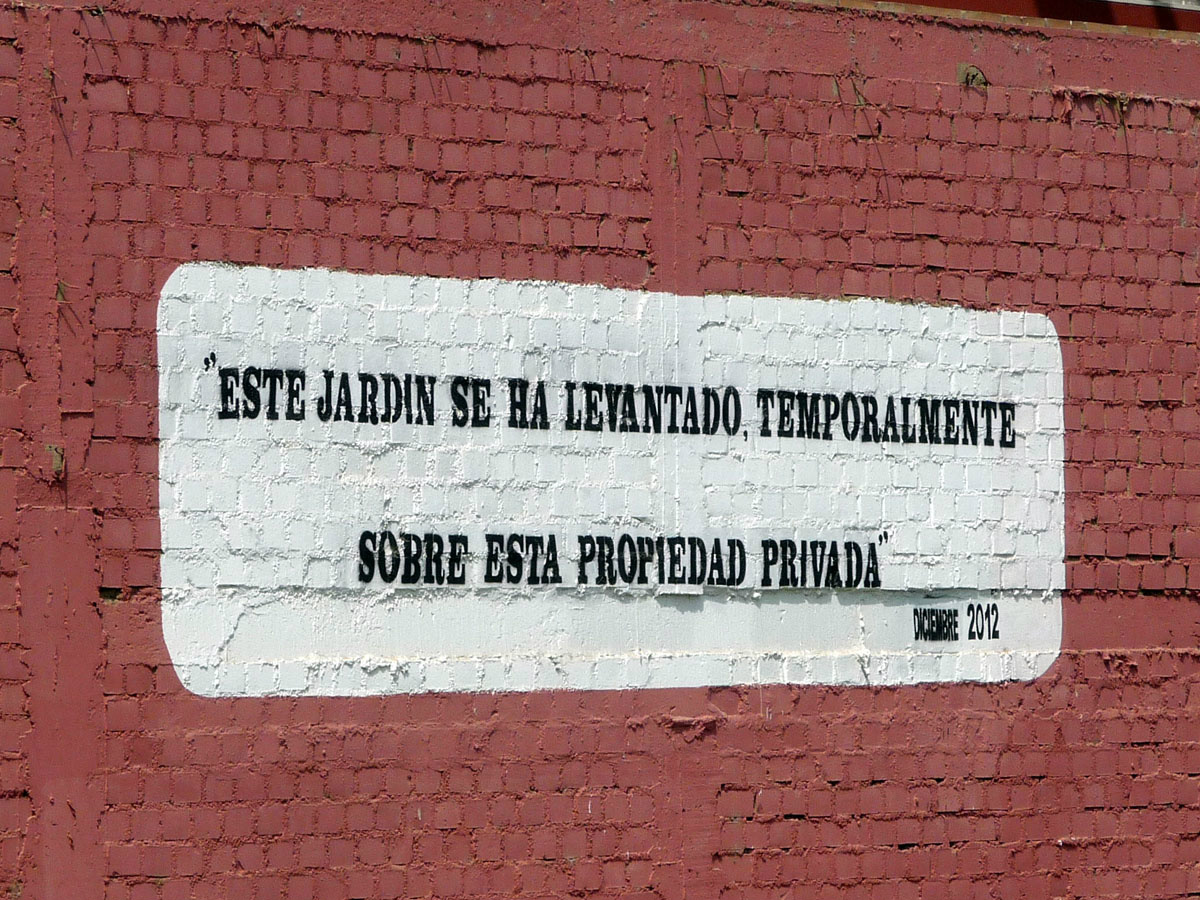 "ESTE JARDIN SE HA LEVANTADO, TEMPORALMENTE
SOBRE ESTA PROPIEDAD PRIVADA"
DICIEMBRE 2012